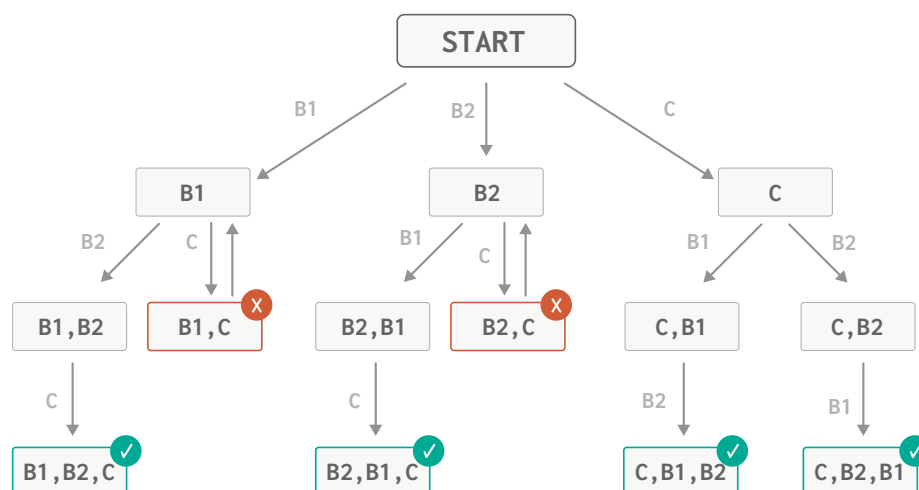 START
B1
B2
C
B1
B2
C
B2
C
B1
C
B1
B2
B1,B2
B1,C
X
B2,B1
B2,C
X
C,B1
C,B2
C
C
B2
B1
B1,B2,C
✓
B2,B1,C
✓
C,B1,B2
✓
C,B2,B1
✓